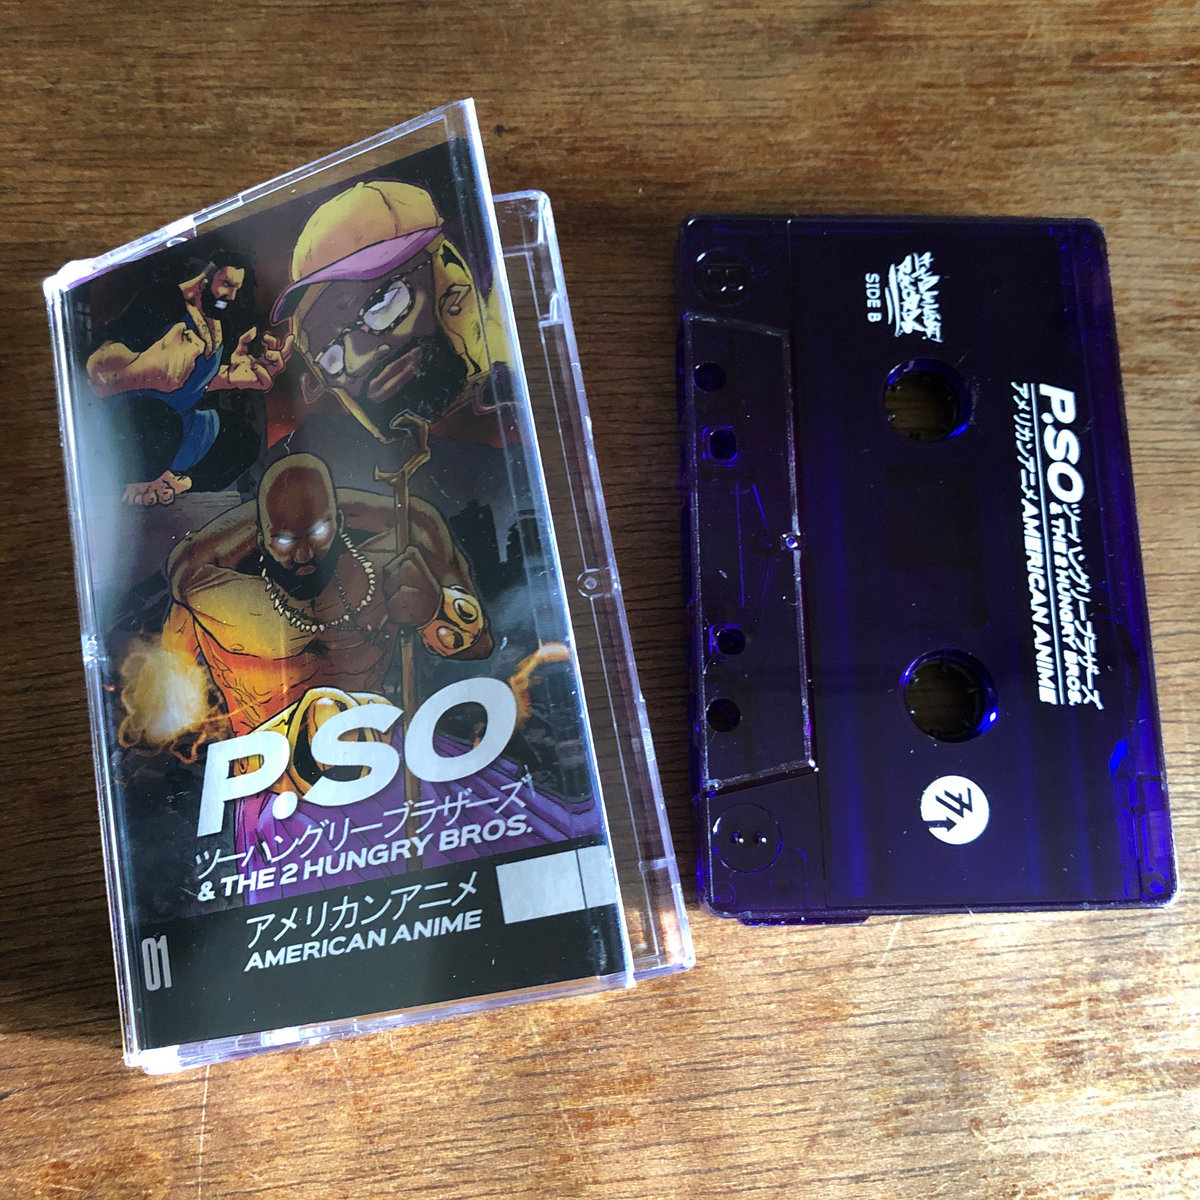 P.SO
ツーハングリーブラザーズ
& THE 2 HUNGRY BROS.
アメリカンアニメ
AMERICAN ANIME
01
B
SIDE B
P.SO ツーハングリーブラザーズ
& THE 2 HUNGRY BROS.
アメリカンアニメ AMERICAN ANIME